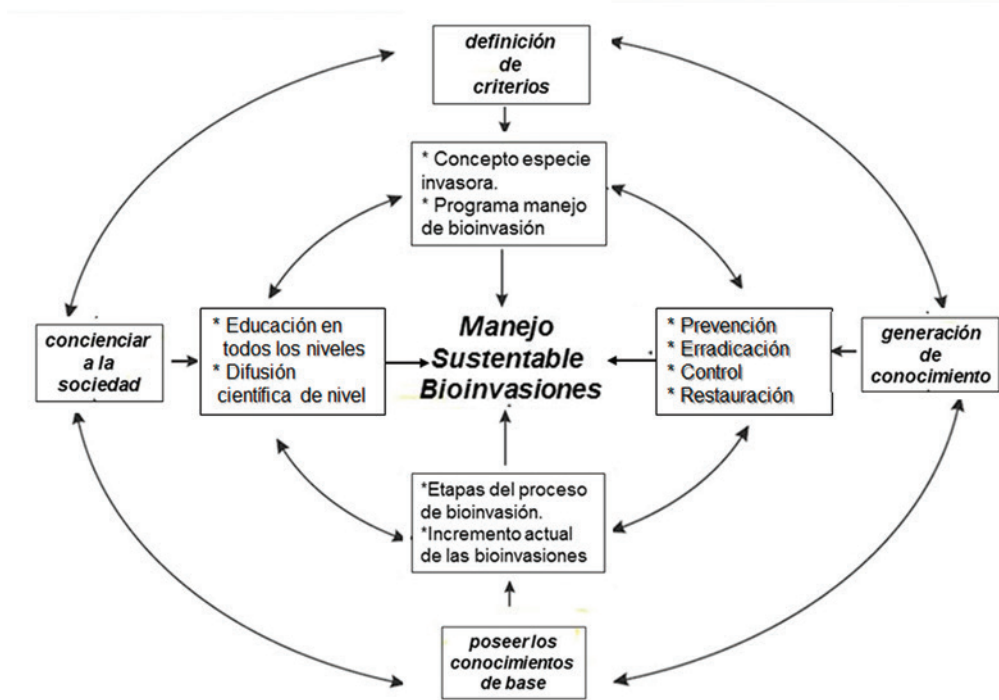 definición
de
criterios
* Concepto especie
invasora.
* Programa manejo
de bioinvasión
concienciar
a la
sociedad
* Educación en
todos los niveles
* Difusión
científica de nivel
Manejo
Sustentable
Bioinvasiones
*
* Prevención
* Erradicación
* Control
* Restauración
generación
de
conocimiento
*Etapas del proceso
de bioinvasión.
*Incremento actual
de las bioinvasiones
poseer los
conocimientos
de base